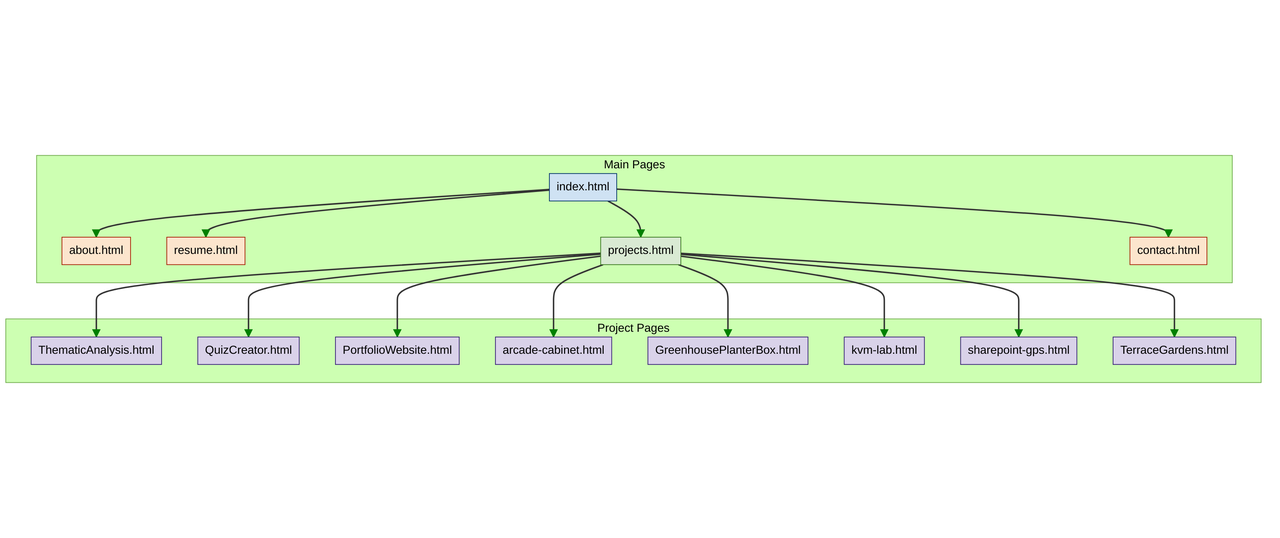 Main Pages
index.html
about.html
resume.html
projects.html
contact.html
Project Pages
ThematicAnalysis.html
QuizCreator.html
PortfolioWebsite.html
arcade-cabinet.html
GreenhousePlanterBox.html
kvm-lab.html
sharepoint-gps.html
TerraceGardens.html